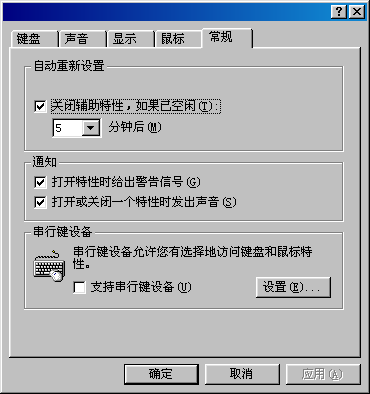 键盘 声音 显示 鼠标 常规
自动重新设置
关闭辅助特性，如果已空闲(T)
5 分钟后(M)
通知
打开特性时给出警告信号(G)
打开或关闭一个特性时发出声音(S)
串行键设备
串行键设备允许您有选择地访问键盘和鼠标特
性。
支持串行键设备(U) 设置(E)...
确定 取消 应用(A)